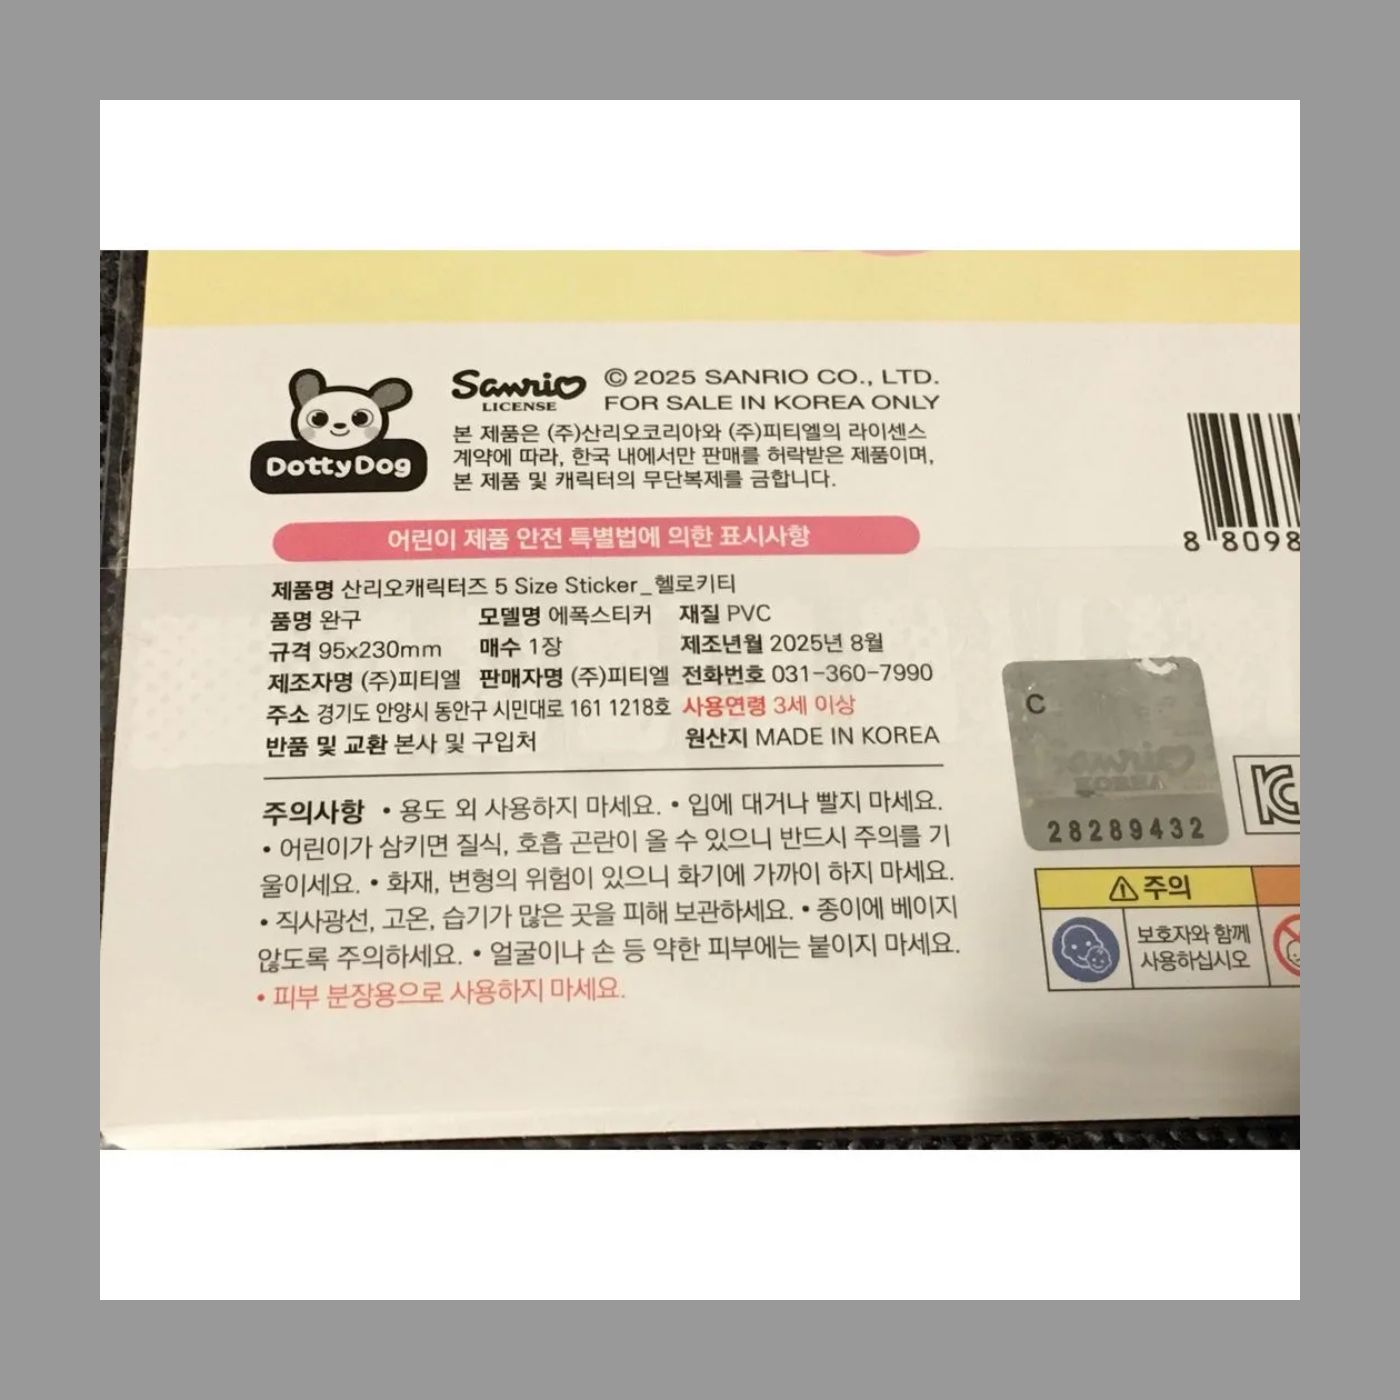 DottyDog
Sanrio
LICENSE
© 2025 SANRIO CO., LTD.
FOR SALE IN KOREA ONLY
본 제품은 (주)산리오코리아와 (주)피티엘의 라이센스
계약에 따라, 한국 내에서만 판매를 허락받은 제품이며,
본 제품 및 캐릭터의 무단복제를 금합니다.
8 8098
어린이 제품 안전 특별법에 의한 표시사항
제품명 산리오캐릭터즈 5 Size Sticker_헬로키티
품명 완구 모델명 에폭스티커 재질 PVC
규격 95x230mm 매수 1장 제조년월 2025년 8월
제조자명 (주)피티엘 판매자명 (주)피티엘 전화번호 031-360-7990
주소 경기도 안양시 동안구 시민대로 161 1218호 사용연령 3세 이상
반품 및 교환 본사 및 구입처 원산지 MADE IN KOREA
C
Sanrio
KOREA
28289432
주의사항 • 용도 외 사용하지 마세요. • 입에 대거나 빨지 마세요.
• 어린이가 삼키면 질식, 호흡 곤란이 올 수 있으니 반드시 주의를 기
울이세요. • 화재, 변형의 위험이 있으니 화기에 가까이 하지 마세요.
• 직사광선, 고온, 습기가 많은 곳을 피해 보관하세요. • 종이에 베이지
않도록 주의하세요. • 얼굴이나 손 등 약한 피부에는 붙이지 마세요.
• 피부 분장용으로 사용하지 마세요.
주의
보호자와 함께
사용하십시오